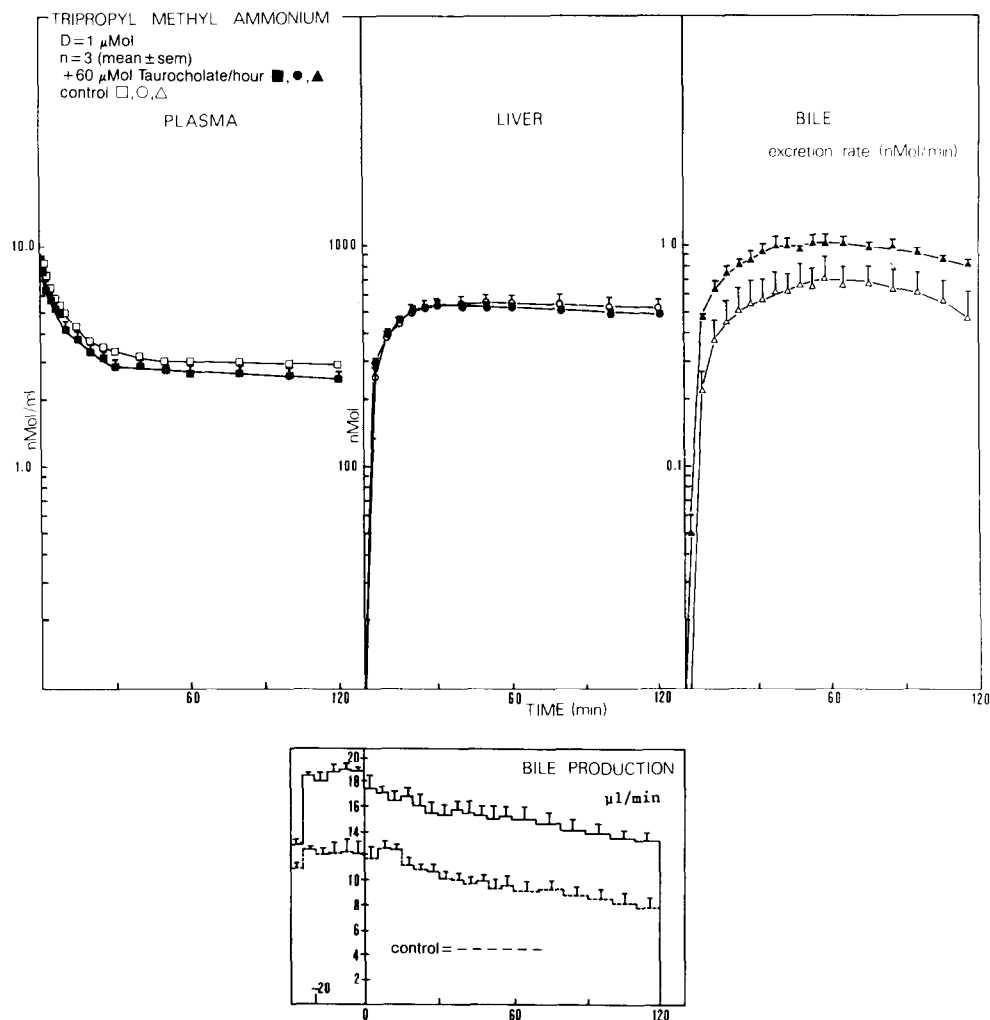 TRIPROPYL METHYL AMMONIUM
D=1 μMol
n=3 (mean ± sem)
+60 μMol Taurocholate/hour ■,●,▲
control □,○,△
PLASMA
LIVER
BILE
excretion rate (nMol/min)
10.0
1.0
nMol/ml
1000
100
nMol
1.0
0.1
60
120
60
120
60
120
TIME (min)
BILE PRODUCTION
μl/min
20
18
16
14
12
10
8
6
4
2
control = - - - - - -
-20
0
60
120